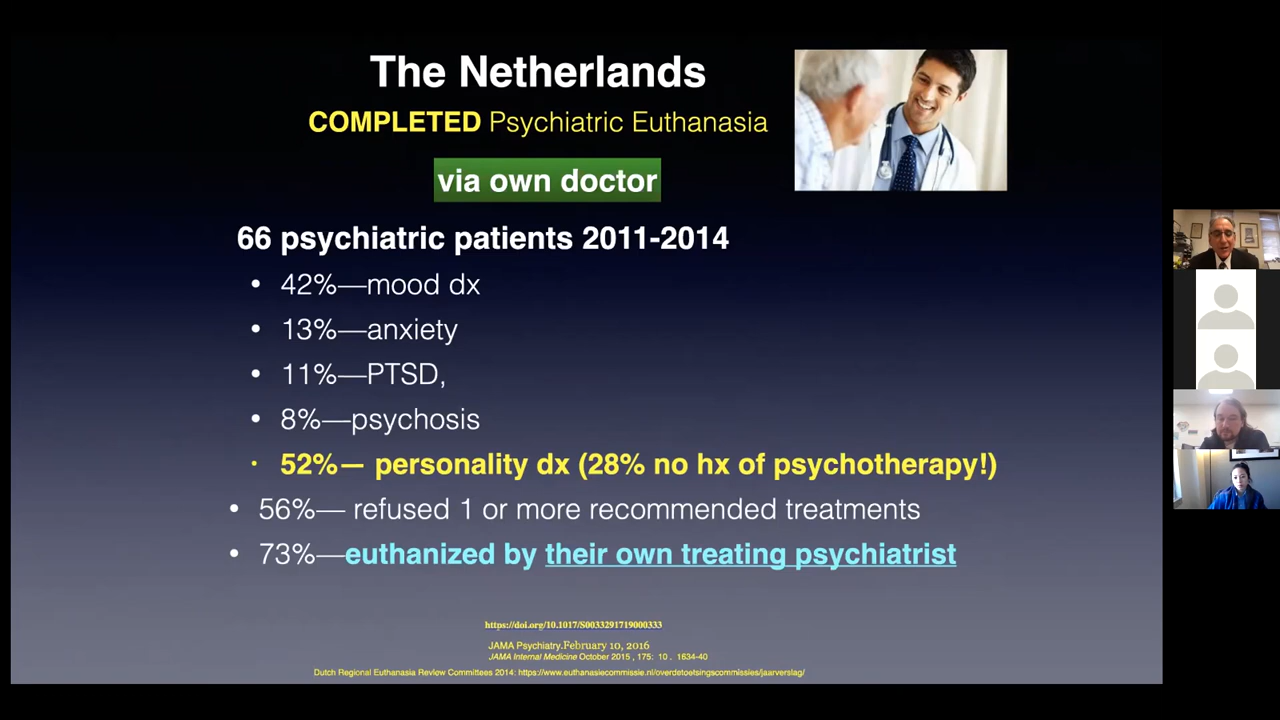 The Netherlands
COMPLETED Psychiatric Euthanasia
via own doctor
66 psychiatric patients 2011-2014
• 42%—mood dx
• 13%—anxiety
• 11%—PTSD,
• 8%—psychosis
• 52%— personality dx (28% no hx of psychotherapy!)
• 56%— refused 1 or more recommended treatments
• 73%—euthanized by their own treating psychiatrist
https://doi.org/10.1017/S0033291719000333
JAMA Psychiatry.February 10, 2016
JAMA Internal Medicine October 2015 , 175: 10 . 1634-40
Dutch Regional Euthanasia Review Committees 2014: https://www.euthanasiecommissie.nl/overdetoetsingscommissies/jaarverslag/